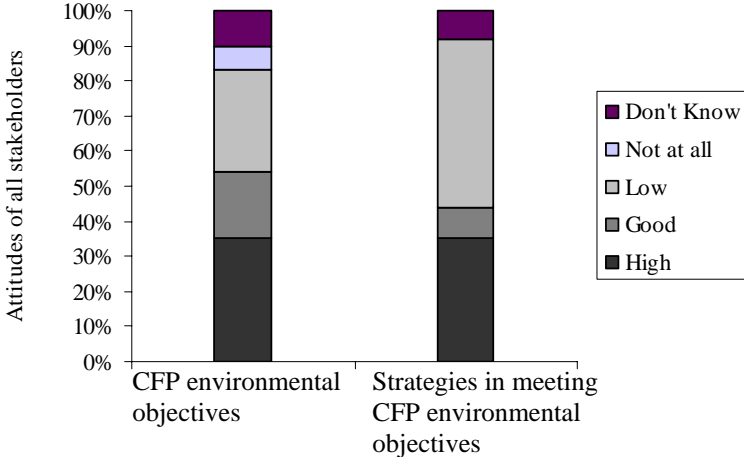 Attitudes of all stakeholders
100%
90%
80%
70%
60%
50%
40%
30%
20%
10%
0%
CFP environmental
objectives
Strategies in meeting
CFP environmental
objectives
Don't Know
Not at all
Low
Good
High